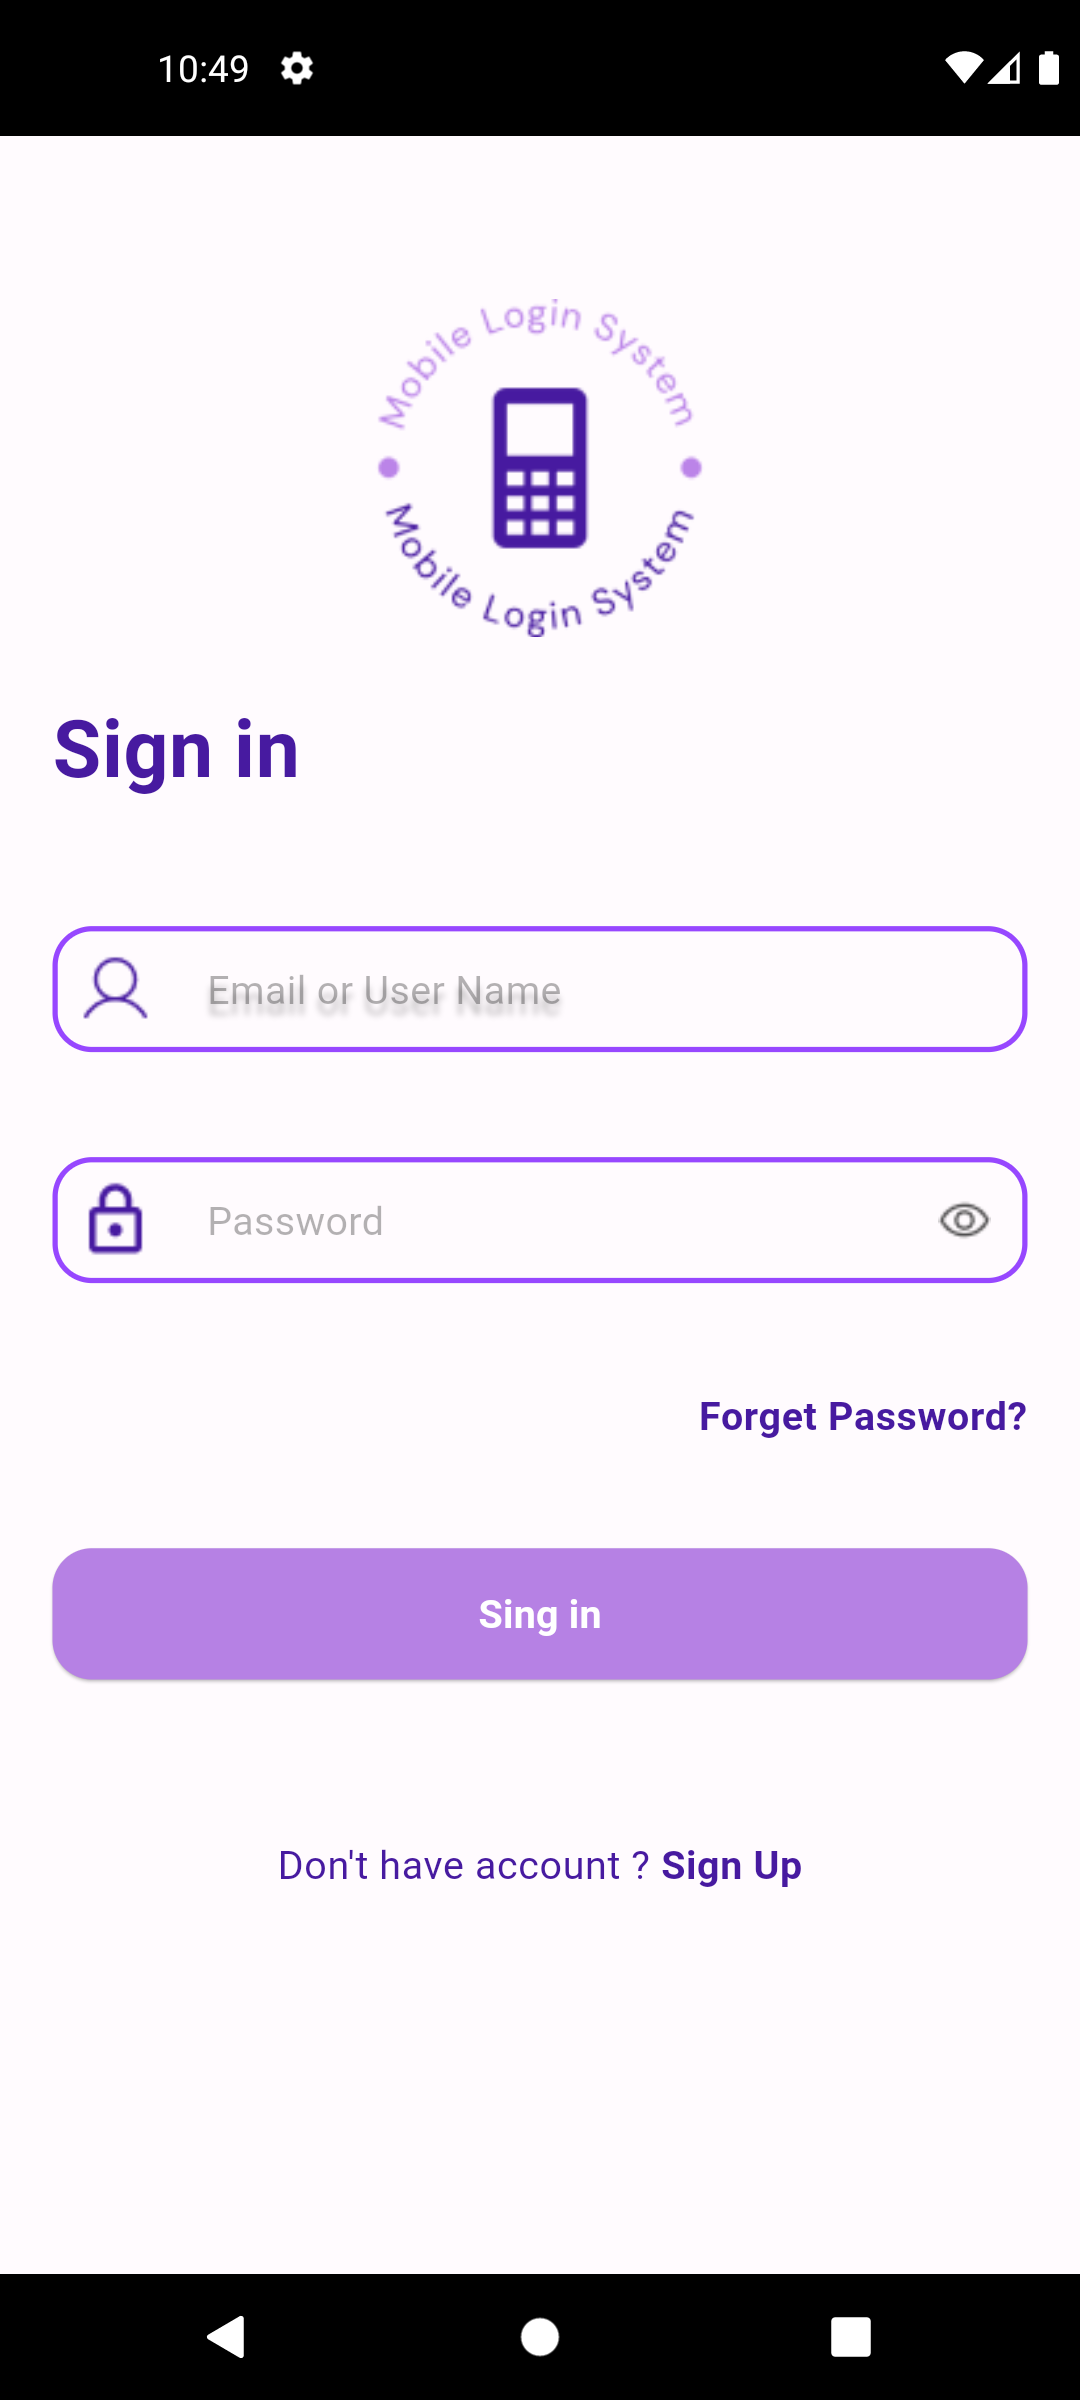 10:49
Mobile Login System
Mobile Login System
Sign in
Email or User Name
Password
Forget Password?
Sing in
Don't have account ? Sign Up